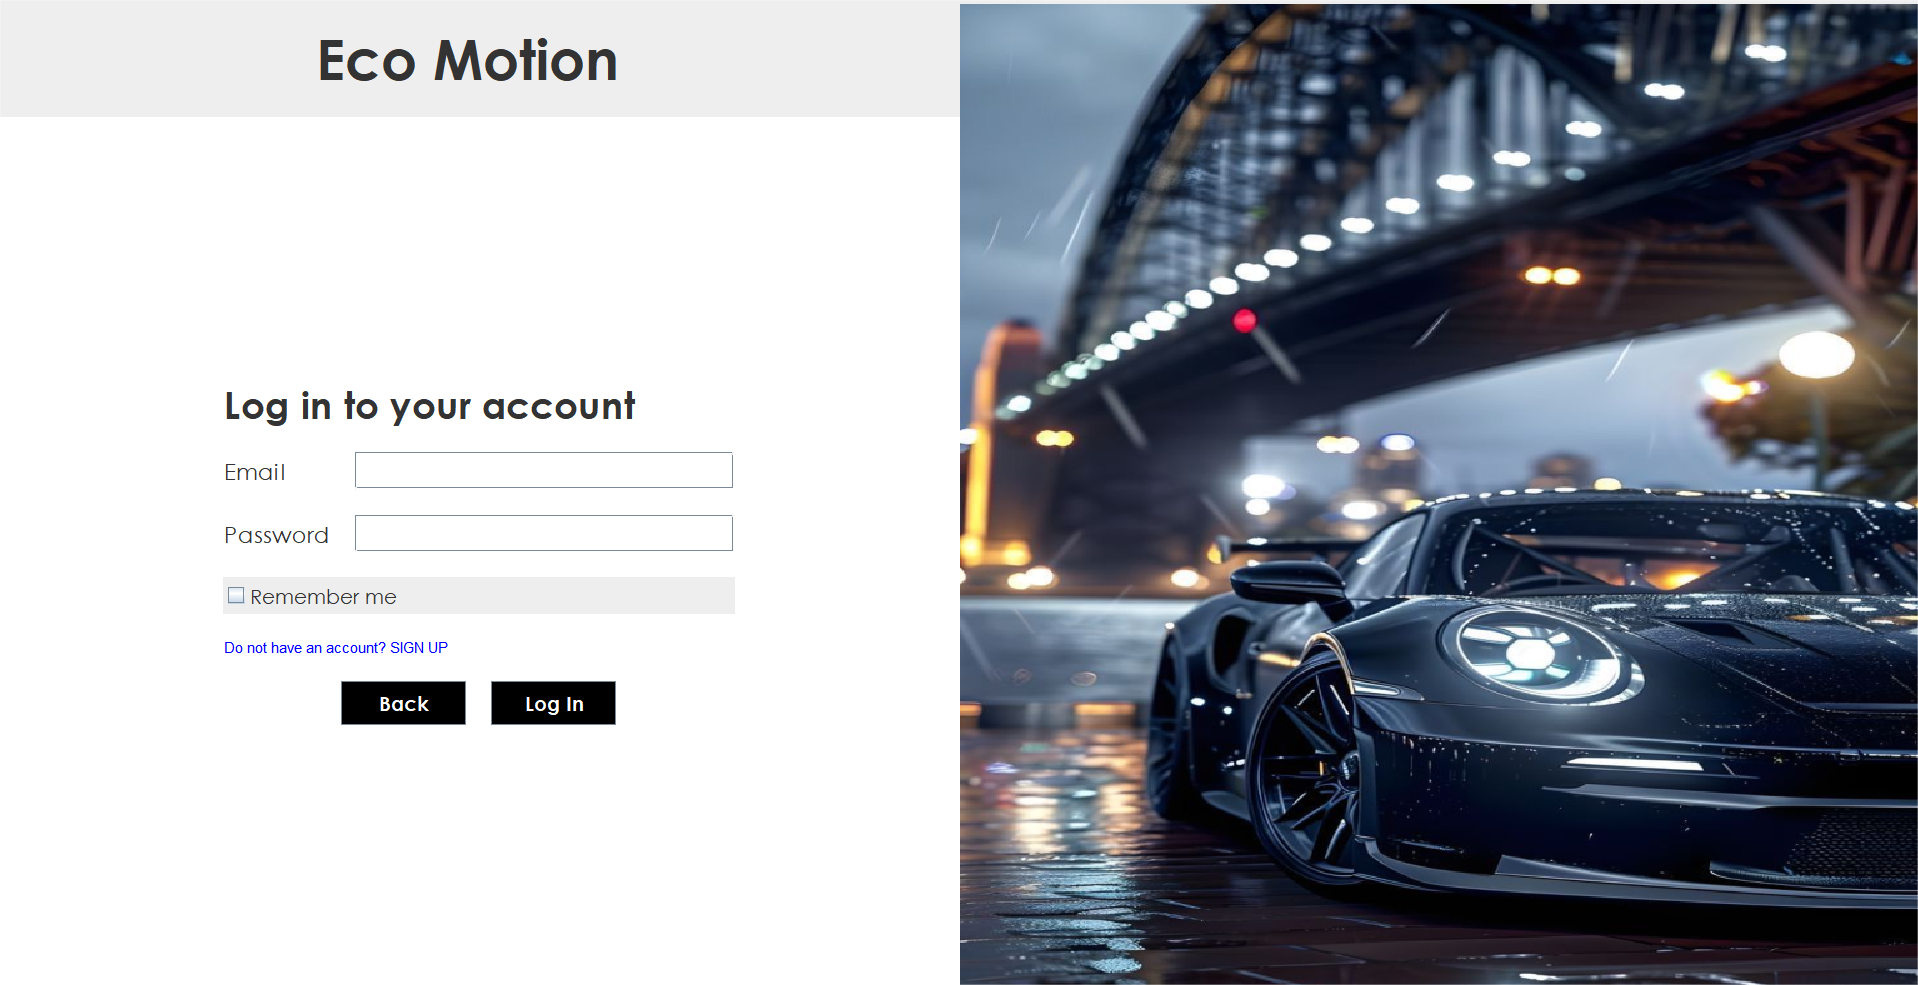 Eco Motion
Log in to your account
Email
Password
Remember me
Do not have an account? SIGN UP
Back
Log In